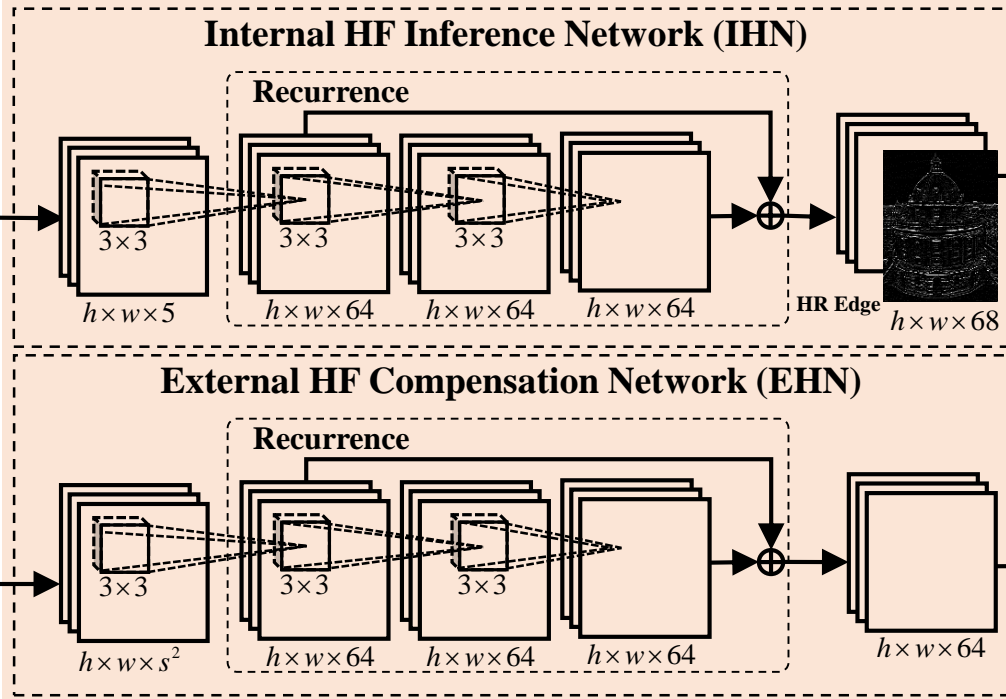 Internal HF Inference Network (IHN)
Recurrence
3×3
3×3
3×3
h×w×5
h×w×64
h×w×64
h×w×64
HR Edge
h×w×68
External HF Compensation Network (EHN)
Recurrence
3×3
3×3
3×3
h×w×s²
h×w×64
h×w×64
h×w×64
h×w×64